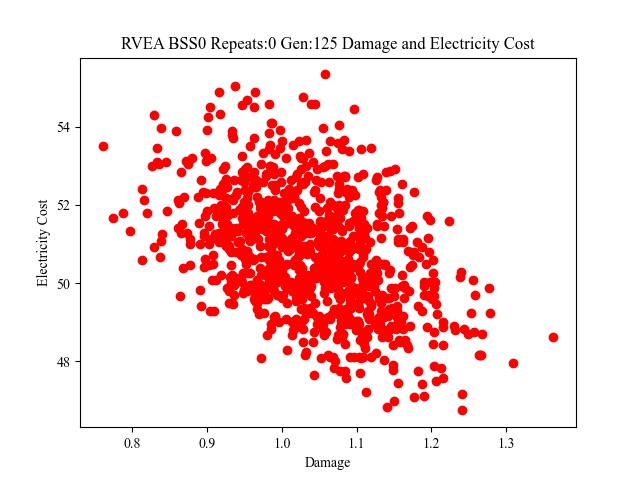 RVEA BSS0 Repeats:0 Gen:125 Damage and Electricity Cost
54
52
50
48
Electricity Cost
0.8 0.9 1.0 1.1 1.2 1.3
Damage